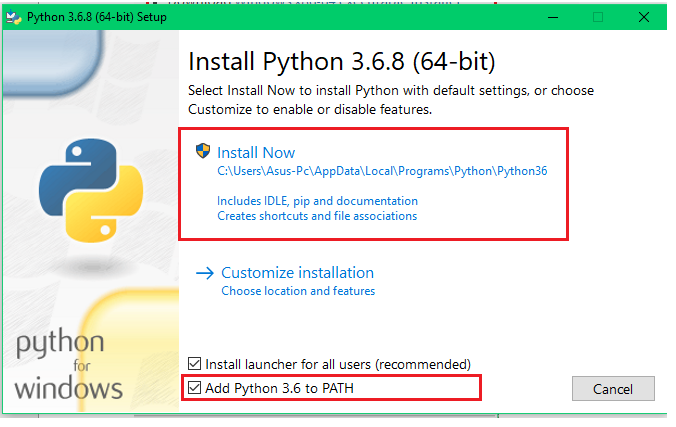 Python 3.6.8 (64-bit) Setup
Install Python 3.6.8 (64-bit)
Select Install Now to install Python with default settings, or choose
Customize to enable or disable features.
Install Now
C:\Users\Asus-Pc\AppData\Local\Programs\Python\Python36
Includes IDLE, pip and documentation
Creates shortcuts and file associations
Customize installation
Choose location and features
python
for
windows
Install launcher for all users (recommended)
Add Python 3.6 to PATH
Cancel